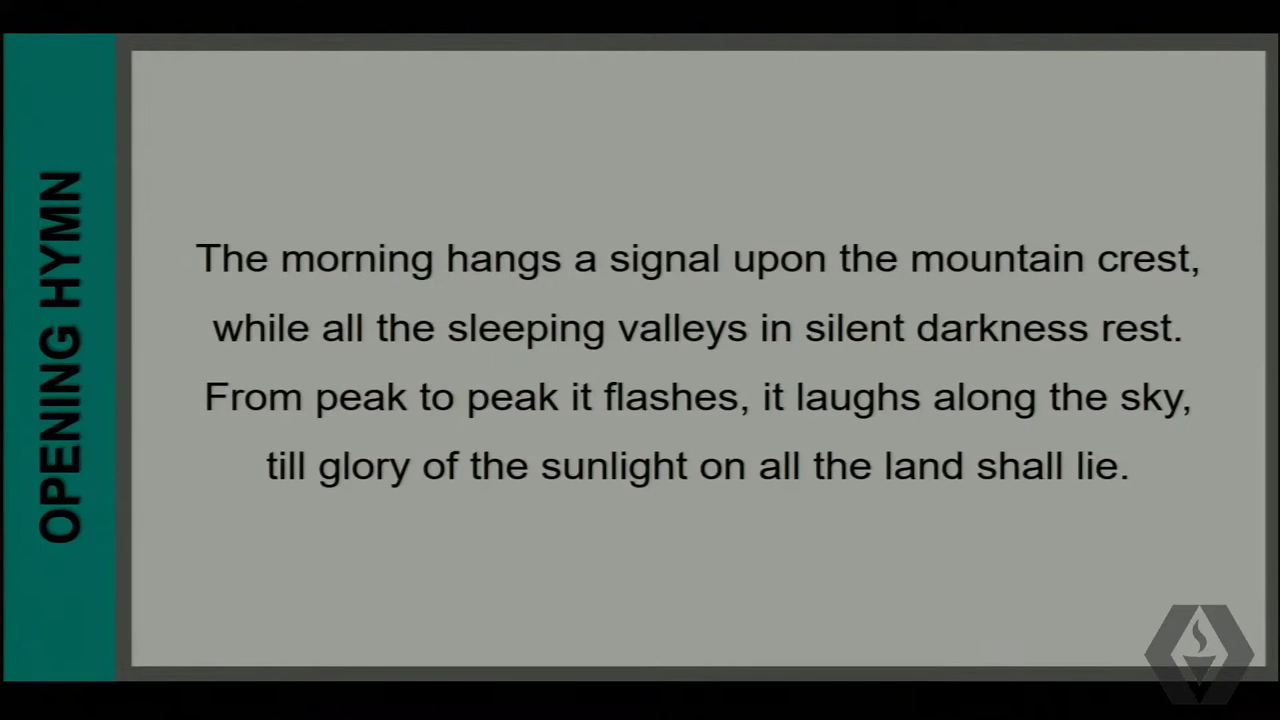 OPENING HYMN
The morning hangs a signal upon the mountain crest,
while all the sleeping valleys in silent darkness rest.
From peak to peak it flashes, it laughs along the sky,
till glory of the sunlight on all the land shall lie.